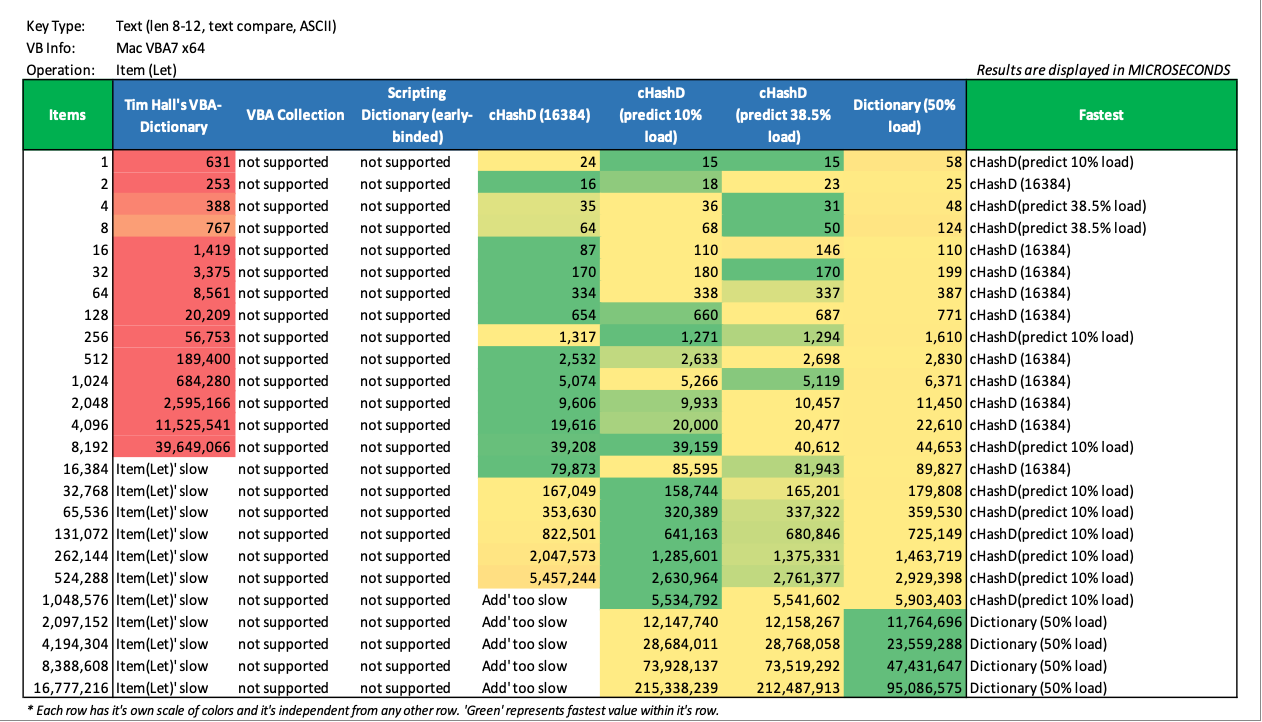 Key Type: Text (len 8-12, text compare, ASCII)
VB Info: Mac VBA7 x64
Operation: Item (Let) Results are displayed in MICROSECONDS
Items Tim Hall's VBA-Dictionary VBA Collection Scripting Dictionary (early-binded) cHashD (16384) cHashD (predict 10% load) cHashD (predict 38.5% load) Dictionary (50% load) Fastest
1 631 not supported not supported 24 15 15 58 cHashD(predict 10% load)
2 253 not supported not supported 16 18 23 25 cHashD (16384)
4 388 not supported not supported 35 36 31 48 cHashD(predict 38.5% load)
8 767 not supported not supported 64 68 50 124 cHashD(predict 38.5% load)
16 1,419 not supported not supported 87 110 146 110 cHashD (16384)
32 3,375 not supported not supported 170 180 170 199 cHashD (16384)
64 8,561 not supported not supported 334 338 337 387 cHashD (16384)
128 20,209 not supported not supported 654 660 687 771 cHashD (16384)
256 56,753 not supported not supported 1,317 1,271 1,294 1,610 cHashD(predict 10% load)
512 189,400 not supported not supported 2,532 2,633 2,698 2,830 cHashD (16384)
1,024 684,280 not supported not supported 5,074 5,266 5,119 6,371 cHashD (16384)
2,048 2,595,166 not supported not supported 9,606 9,933 10,457 11,450 cHashD (16384)
4,096 11,525,541 not supported not supported 19,616 20,000 20,477 22,610 cHashD (16384)
8,192 39,649,066 not supported not supported 39,208 39,159 40,612 44,653 cHashD(predict 10% load)
16,384 Item(Let)' slow not supported not supported 79,873 85,595 81,943 89,827 cHashD (16384)
32,768 Item(Let)' slow not supported not supported 167,049 158,744 165,201 179,808 cHashD(predict 10% load)
65,536 Item(Let)' slow not supported not supported 353,630 320,389 337,322 359,530 cHashD(predict 10% load)
131,072 Item(Let)' slow not supported not supported 822,501 641,163 680,846 725,149 cHashD(predict 10% load)
262,144 Item(Let)' slow not supported not supported 2,047,573 1,285,601 1,375,331 1,463,719 cHashD(predict 10% load)
524,288 Item(Let)' slow not supported not supported 5,457,244 2,630,964 2,761,377 2,929,398 cHashD(predict 10% load)
1,048,576 Item(Let)' slow not supported not supported Add' too slow 5,534,792 5,541,602 5,903,403 cHashD(predict 10% load)
2,097,152 Item(Let)' slow not supported not supported Add' too slow 12,147,740 12,158,267 11,764,696 Dictionary (50% load)
4,194,304 Item(Let)' slow not supported not supported Add' too slow 28,684,011 28,768,058 23,559,288 Dictionary (50% load)
8,388,608 Item(Let)' slow not supported not supported Add' too slow 73,928,137 73,519,292 47,431,647 Dictionary (50% load)
16,777,216 Item(Let)' slow not supported not supported Add' too slow 215,338,239 212,487,913 95,086,575 Dictionary (50% load)
* Each row has it's own scale of colors and it's independent from any other row. 'Green' represents fastest value within it's row.